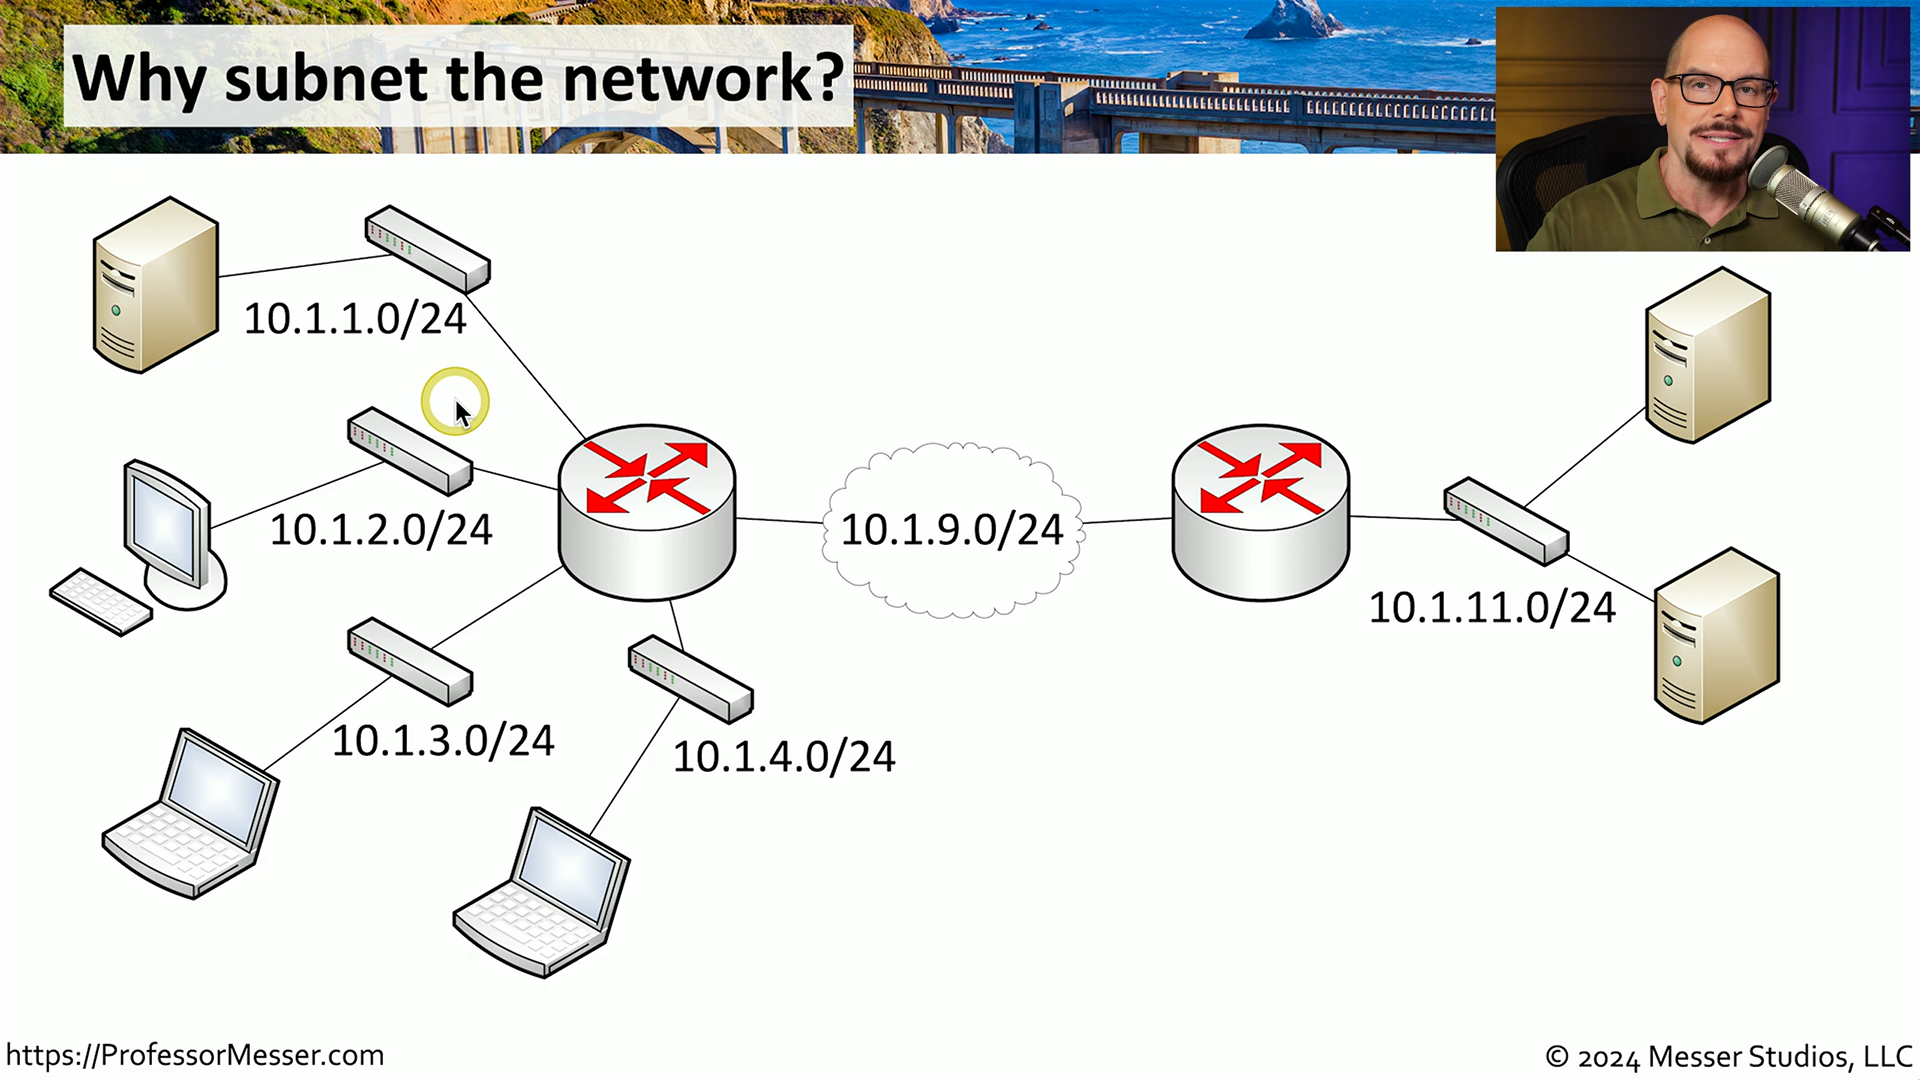 Why subnet the network?
10.1.1.0/24
10.1.2.0/24
10.1.9.0/24
10.1.11.0/24
10.1.3.0/24
10.1.4.0/24
https://ProfessorMesser.com
© 2024 Messer Studios, LLC